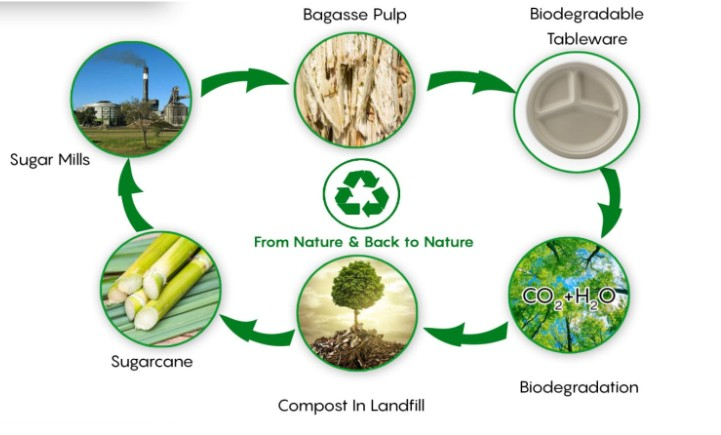 Bagasse Pulp
Biodegradable
Tableware
Sugar Mills
From Nature & Back to Nature
CO2+H2O
Sugarcane
Biodegradation
Compost In Landfill